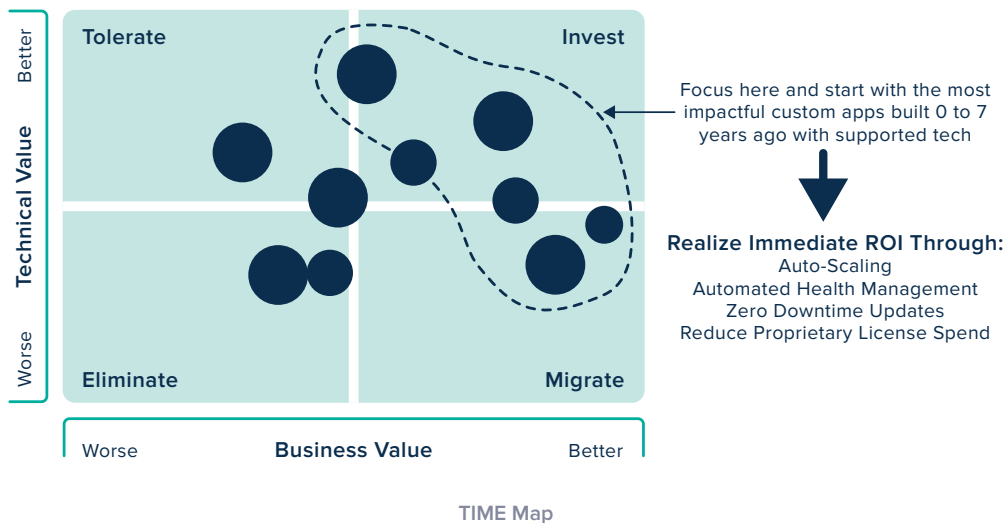 Tolerate
Invest
Better
Technical Value
Worse
Focus here and start with the most
impactful custom apps built 0 to 7
years ago with supported tech
Realize Immediate ROI Through:
Auto-Scaling
Automated Health Management
Zero Downtime Updates
Reduce Proprietary License Spend
Eliminate
Migrate
Worse
Business Value
Better
TIME Map